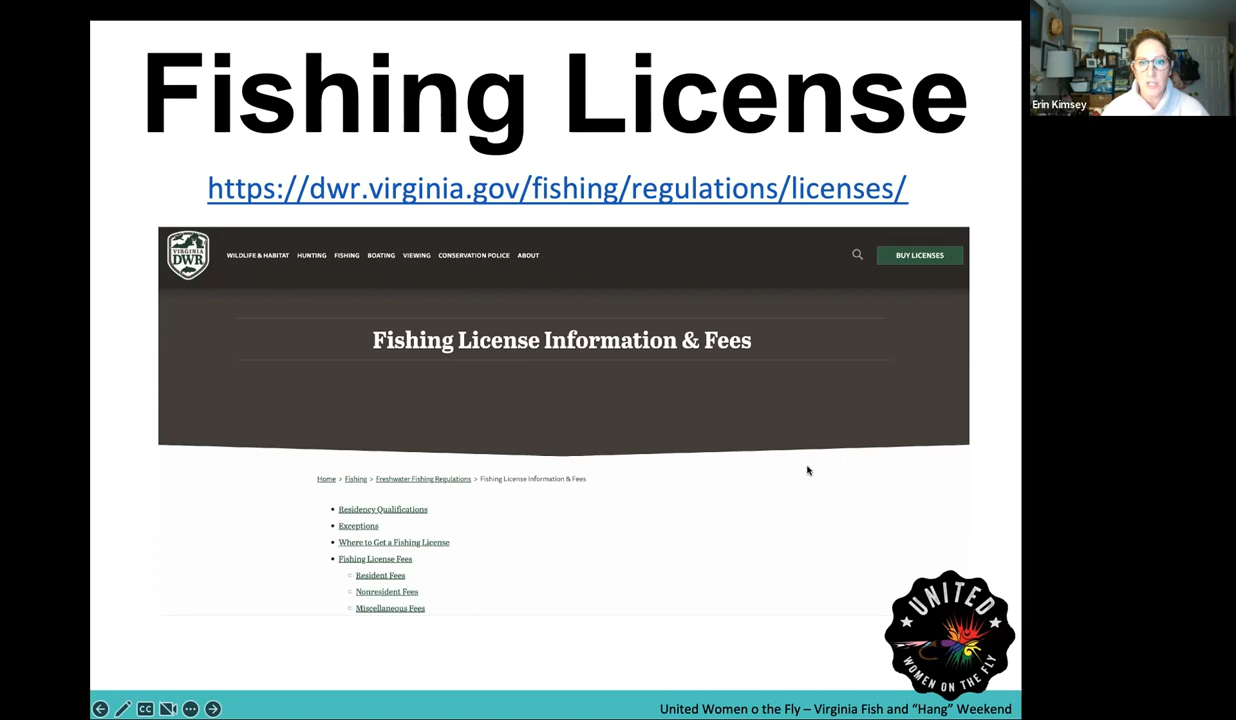 Fishing License
https://dwr.virginia.gov/fishing/regulations/licenses/
VIRGINIA
DWR
WILDLIFE & HABITAT HUNTING FISHING BOATING VIEWING CONSERVATION POLICE ABOUT
BUY LICENSES
Fishing License Information & Fees
Home > Fishing > Freshwater Fishing Regulations > Fishing License Information & Fees
• Residency Qualifications
• Exceptions
• Where to Get a Fishing License
• Fishing License Fees
○ Resident Fees
○ Nonresident Fees
○ Miscellaneous Fees
UNITED
WOMEN ON THE FLY
CC
United Women o the Fly – Virginia Fish and “Hang” Weekend
Erin Kimsey